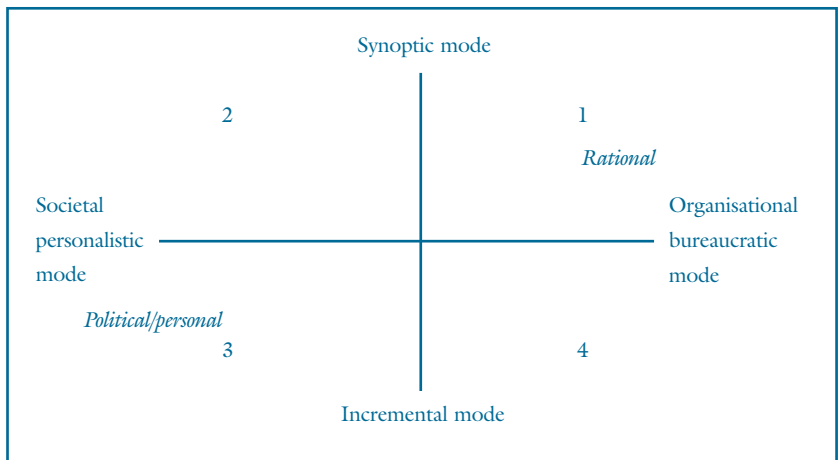 Synoptic mode
2
1
Rational
Societal
personalistic
mode
Organisational
bureaucratic
mode
Political/personal
3
4
Incremental mode